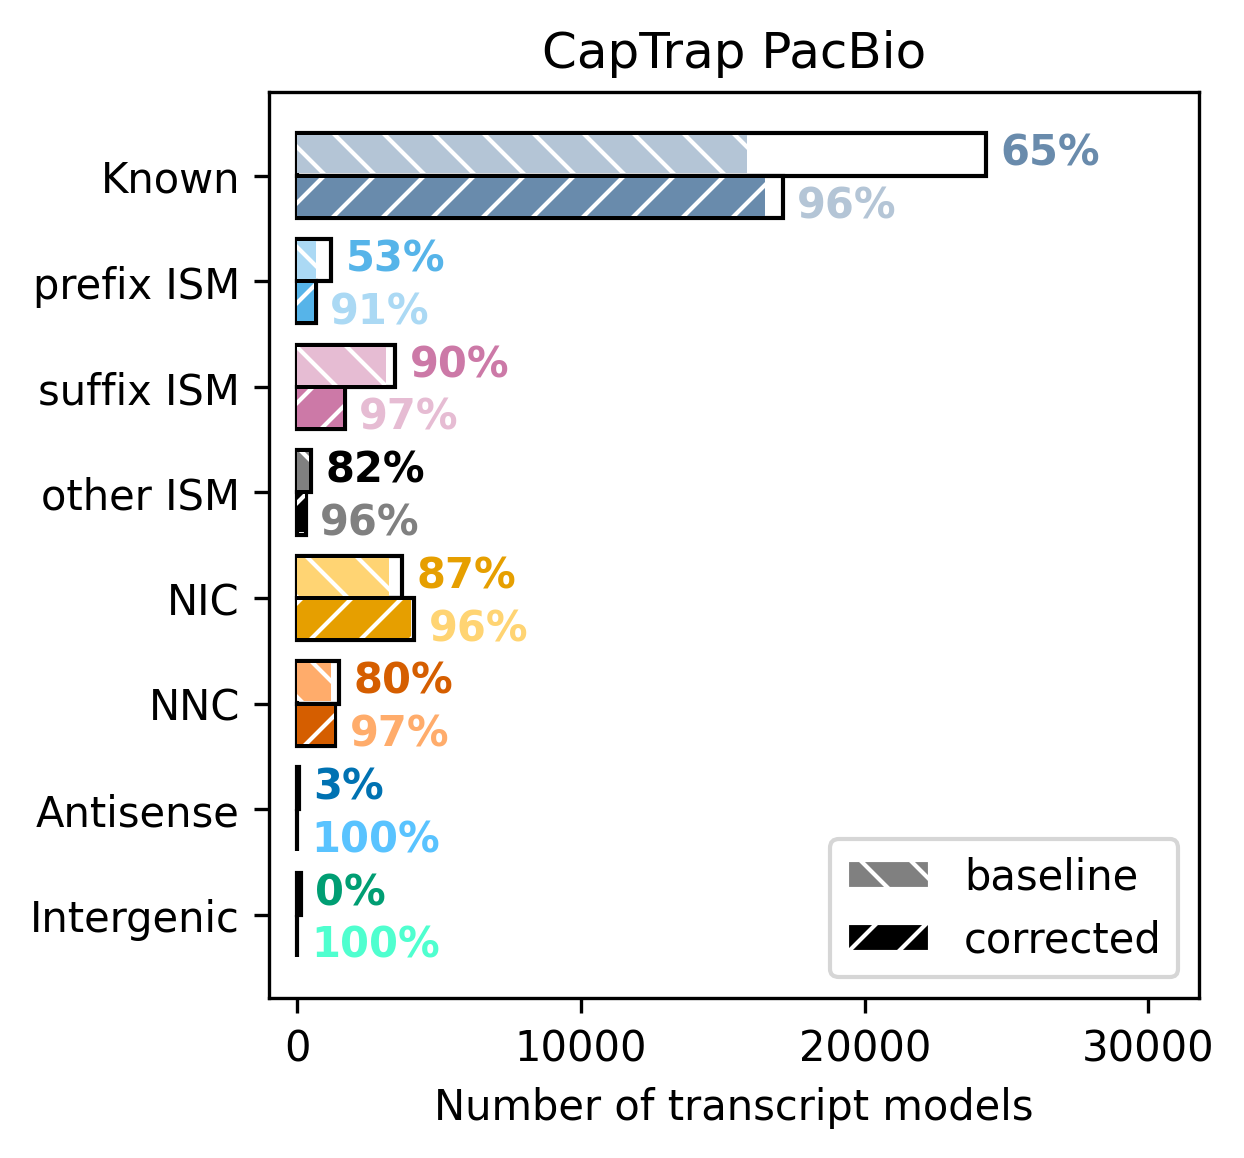 CapTrap PacBio
Known
65%
96%
prefix ISM
53%
91%
suffix ISM
90%
97%
other ISM
82%
96%
NIC
87%
96%
NNC
80%
97%
Antisense
3%
100%
Intergenic
0%
100%
baseline
corrected
0 10000 20000 30000
Number of transcript models